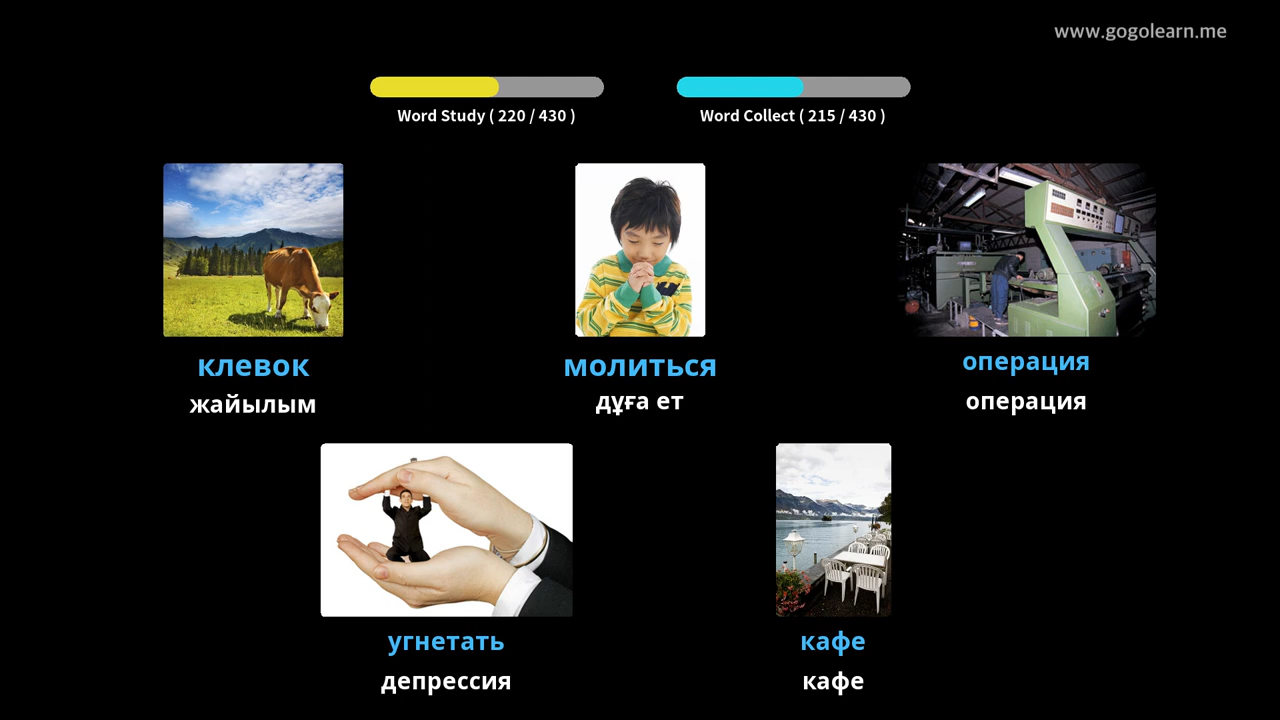 www.gogolearn.me
Word Study ( 220 / 430 )
Word Collect ( 215 / 430 )
клевок
жайылым
молиться
дұға ет
операция
операция
угнетать
депрессия
кафе
кафе